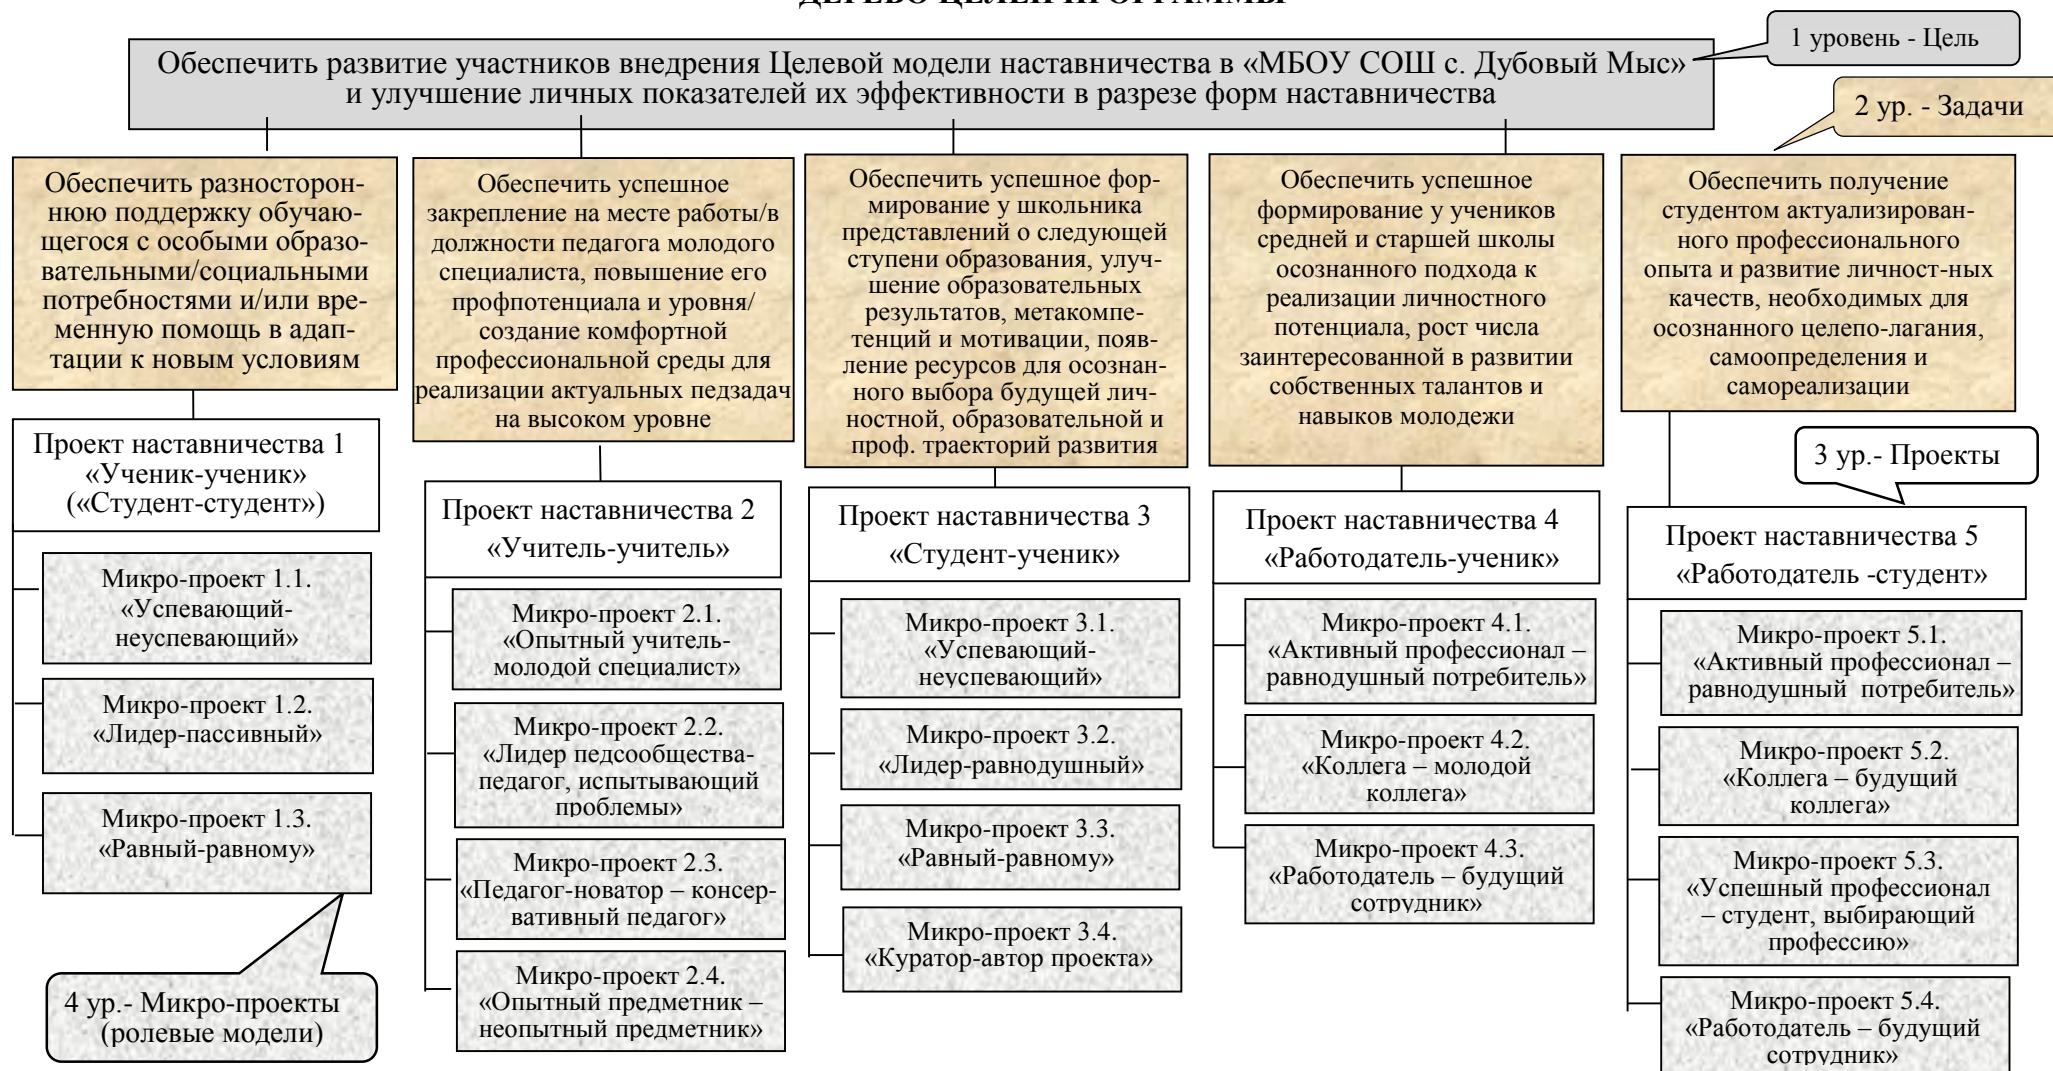 ДЕРЕВО ЦЕЛЕЙ ПРОГРАММЫ
1 уровень - Цель
Обеспечить развитие участников внедрения Целевой модели наставничества в «МБОУ СОШ с. Дубовый Мыс»
и улучшение личных показателей их эффективности в разрезе форм наставничества
2 ур. - Задачи
Обеспечить разносторон-
нюю поддержку обучаю-
щегося с особыми образо-
вательными/социальными
потребностями и/или вре-
менную помощь в адап-
тации к новым условиям
Обеспечить успешное
закрепление на месте работы/в
должности педагога молодого
специалиста, повышение его
профпотенциала и уровня/
создание комфортной
профессиональной среды для
реализации актуальных педзадач
на высоком уровне
Обеспечить успешное фор-
мирование у школьника
представлений о следующей
ступени образования, улуч-
шение образовательных
результатов, метакомпе-
тенций и мотивации, появ-
ление ресурсов для осознан-
ного выбора будущей лич-
ностной, образовательной и
проф. траекторий развития
Обеспечить успешное
формирование у учеников
средней и старшей школы
осознанного подхода к
реализации личностного
потенциала, рост числа
заинтересованной в развитии
собственных талантов и
навыков молодежи
Обеспечить получение
студентом актуализирован-
ного профессионального
опыта и развитие личност-ных
качеств, необходимых для
осознанного целепо-лагания,
самоопределения и
самореализации
3 ур.- Проекты
Проект наставничества 1
«Ученик-ученик»
(«Студент-студент»)
Проект наставничества 2
«Учитель-учитель»
Проект наставничества 3
«Студент-ученик»
Проект наставничества 4
«Работодатель-ученик»
Проект наставничества 5
«Работодатель -студент»
Микро-проект 1.1.
«Успевающий-
неуспевающий»
Микро-проект 1.2.
«Лидер-пассивный»
Микро-проект 1.3.
«Равный-равному»
4 ур.- Микро-проекты
(ролевые модели)
Микро-проект 2.1.
«Опытный учитель-
молодой специалист»
Микро-проект 2.2.
«Лидер педсообщества-
педагог, испытывающий
проблемы»
Микро-проект 2.3.
«Педагог-новатор – консер-
вативный педагог»
Микро-проект 2.4.
«Опытный предметник –
неопытный предметник»
Микро-проект 3.1.
«Успевающий-
неуспевающий»
Микро-проект 3.2.
«Лидер-равнодушный»
Микро-проект 3.3.
«Равный-равному»
Микро-проект 3.4.
«Куратор-автор проекта»
Микро-проект 4.1.
«Активный профессионал –
равнодушный потребитель»
Микро-проект 4.2.
«Коллега – молодой
коллега»
Микро-проект 4.3.
«Работодатель – будущий
сотрудник»
Микро-проект 5.1.
«Активный профессионал –
равнодушный потребитель»
Микро-проект 5.2.
«Коллега – будущий
коллега»
Микро-проект 5.3.
«Успешный профессионал
– студент, выбирающий
профессию»
Микро-проект 5.4.
«Работодатель – будущий
сотрудник»